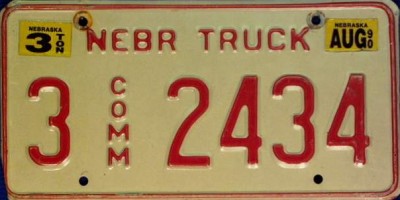 NEBRASKA
3 TON
NEBR TRUCK
NEBRASKA
AUG 90
3 COMM 2434